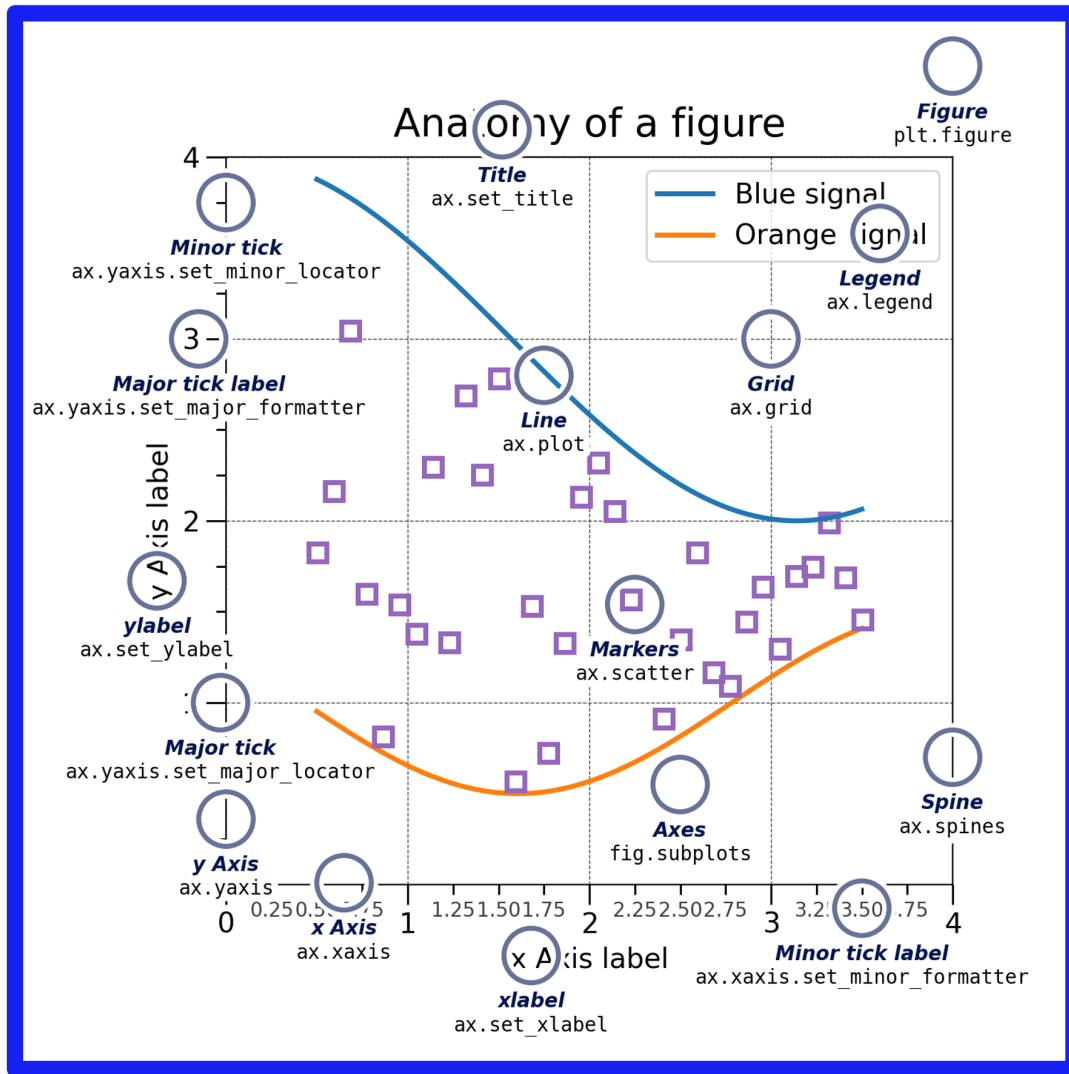 Figure
plt.figure
Anatomy of a figure
4
Title
ax.set_title
Blue signal
Orange signal
Minor tick
ax.yaxis.set_minor_locator
Legend
ax.legend
3
Major tick label
ax.yaxis.set_major_formatter
Grid
ax.grid
Line
ax.plot
2
y Axis label
ylabel
ax.set_ylabel
Markers
ax.scatter
Major tick
ax.yaxis.set_major_locator
Axes
fig.subplots
Spine
ax.spines
y Axis
ax.yaxis
0.25 1.25 1.50 1.75 2.25 2.50 2.75 3.50
0 1 2 3 4
x Axis
ax.xaxis
Minor tick label
ax.xaxis.set_minor_formatter
x Axis label
xlabel
ax.set_xlabel